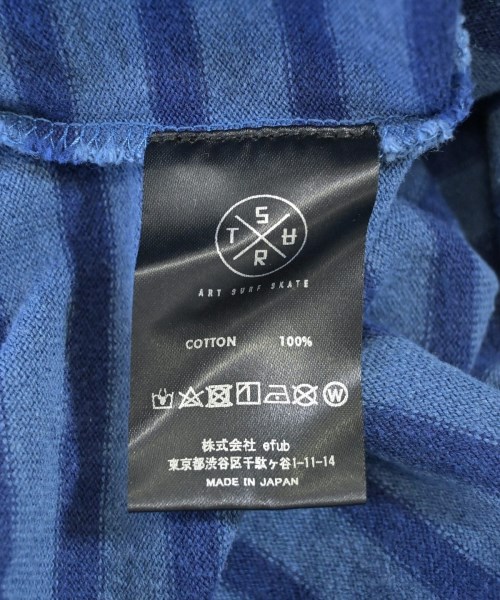 S
T Я
R
ART SURF SKATE
COTTON 100%
W
株式会社 efub
東京都渋谷区千駄ヶ谷1-11-14
MADE IN JAPAN